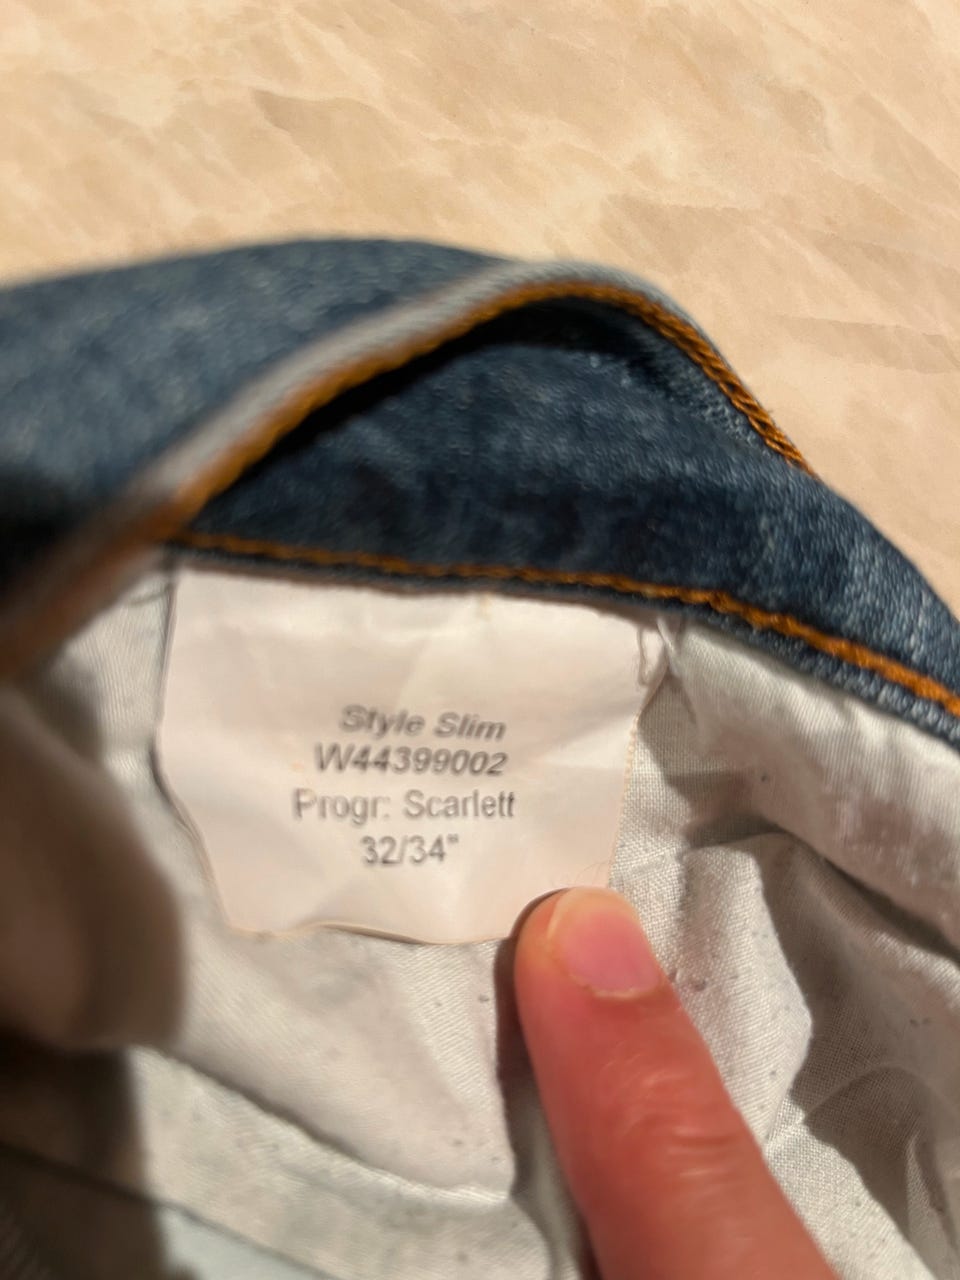 Style Slim
W44399002
Progr: Scarlett
32/34"